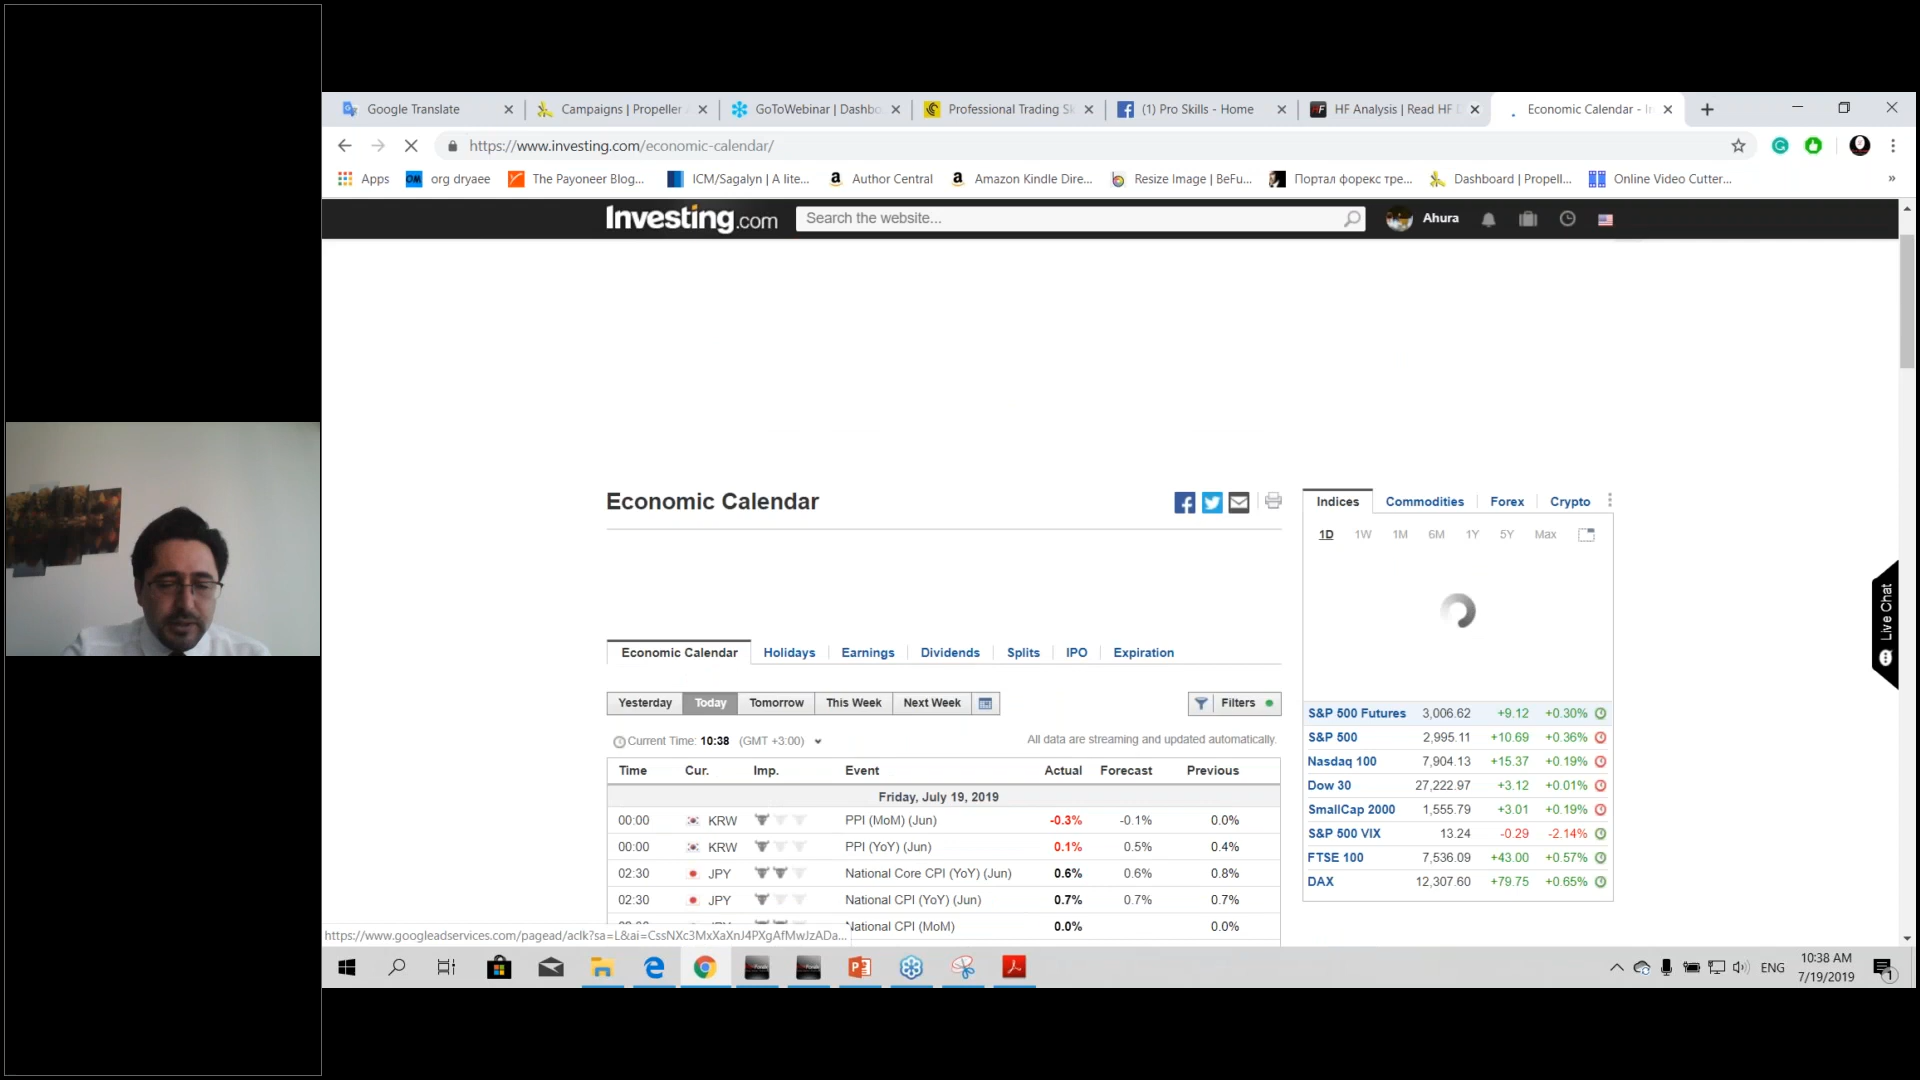 Google Translate
Campaigns | Propeller
GoToWebinar | Dashbo
Professional Trading Sk
(1) Pro Skills - Home
HF Analysis | Read HF
Economic Calendar - In
https://www.investing.com/economic-calendar/
Apps
org dryaee
The Payoneer Blog...
ICM/Sagalyn | A lite...
Author Central
Amazon Kindle Dire...
Resize Image | BeFu...
Портал форекс тре...
Dashboard | Propell...
Online Video Cutter...
»
Investing.com
Search the website...
Ahura
Economic Calendar
Indices Commodities Forex Crypto
1D 1W 1M 6M 1Y 5Y Max
Live Chat
Economic Calendar Holidays Earnings Dividends Splits IPO Expiration
Yesterday Today Tomorrow This Week Next Week
Filters
Current Time: 10:38 (GMT +3:00)
All data are streaming and updated automatically.
Time Cur. Imp. Event Actual Forecast Previous
Friday, July 19, 2019
00:00 KRW PPI (MoM) (Jun) -0.3% -0.1% 0.0%
00:00 KRW PPI (YoY) (Jun) 0.1% 0.5% 0.4%
02:30 JPY National Core CPI (YoY) (Jun) 0.6% 0.6% 0.8%
02:30 JPY National CPI (YoY) (Jun) 0.7% 0.7% 0.7%
National CPI (MoM) 0.0% 0.0%
S&P 500 Futures 3,006.62 +9.12 +0.30%
S&P 500 2,995.11 +10.69 +0.36%
Nasdaq 100 7,904.13 +15.37 +0.19%
Dow 30 27,222.97 +3.12 +0.01%
SmallCap 2000 1,555.79 +3.01 +0.19%
S&P 500 VIX 13.24 -0.29 -2.14%
FTSE 100 7,536.09 +43.00 +0.57%
DAX 12,307.60 +79.75 +0.65%
ENG
10:38 AM
7/19/2019
1